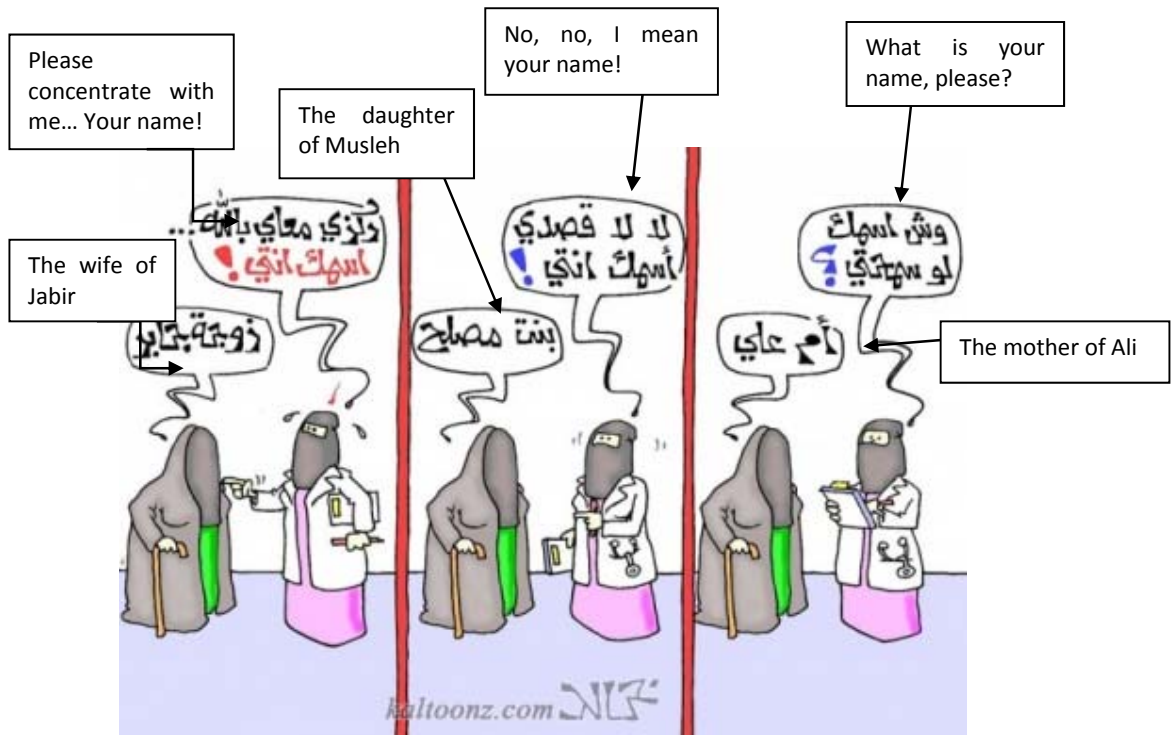 What is your
name, please?
وش اسمك
لو سمحتي ؟
The mother of Ali
أم علي
No, no, I mean
your name!
لا لا قصدي
أسمك انتي !
The daughter
of Musleh
بنت مصلح
Please
concentrate with
me… Your name!
ركزي معاي بالله...
اسمك انتي !
The wife of
Jabir
زوجة جابر
kaltoonz.com